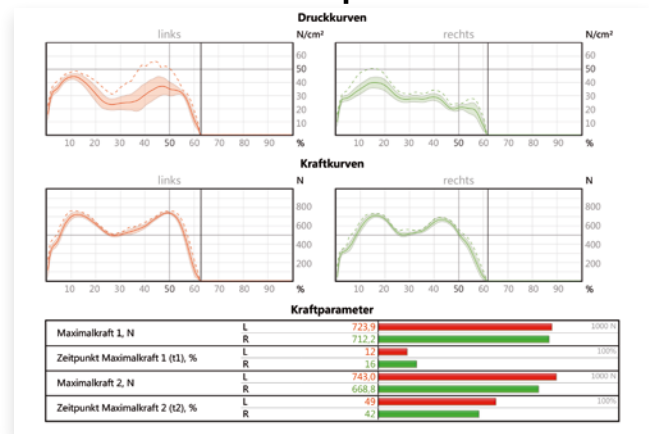 Druckkurven
links N/cm² rechts N/cm²
60 60
50 50
40 40
30 30
20 20
10 10
10 20 30 40 50 60 70 80 90 % 10 20 30 40 50 60 70 80 90 %
Kraftkurven
links N rechts N
800 800
600 600
400 400
200 200
10 20 30 40 50 60 70 80 90 % 10 20 30 40 50 60 70 80 90 %
Kraftparameter
Maximalkraft 1, N L 723,9 1000 N
R 712,2
Zeitpunkt Maximalkraft 1 (t1), % L 12 100%
R 16
Maximalkraft 2, N L 743,0 1000 N
R 668,8
Zeitpunkt Maximalkraft 2 (t2), % L 49 100%
R 42